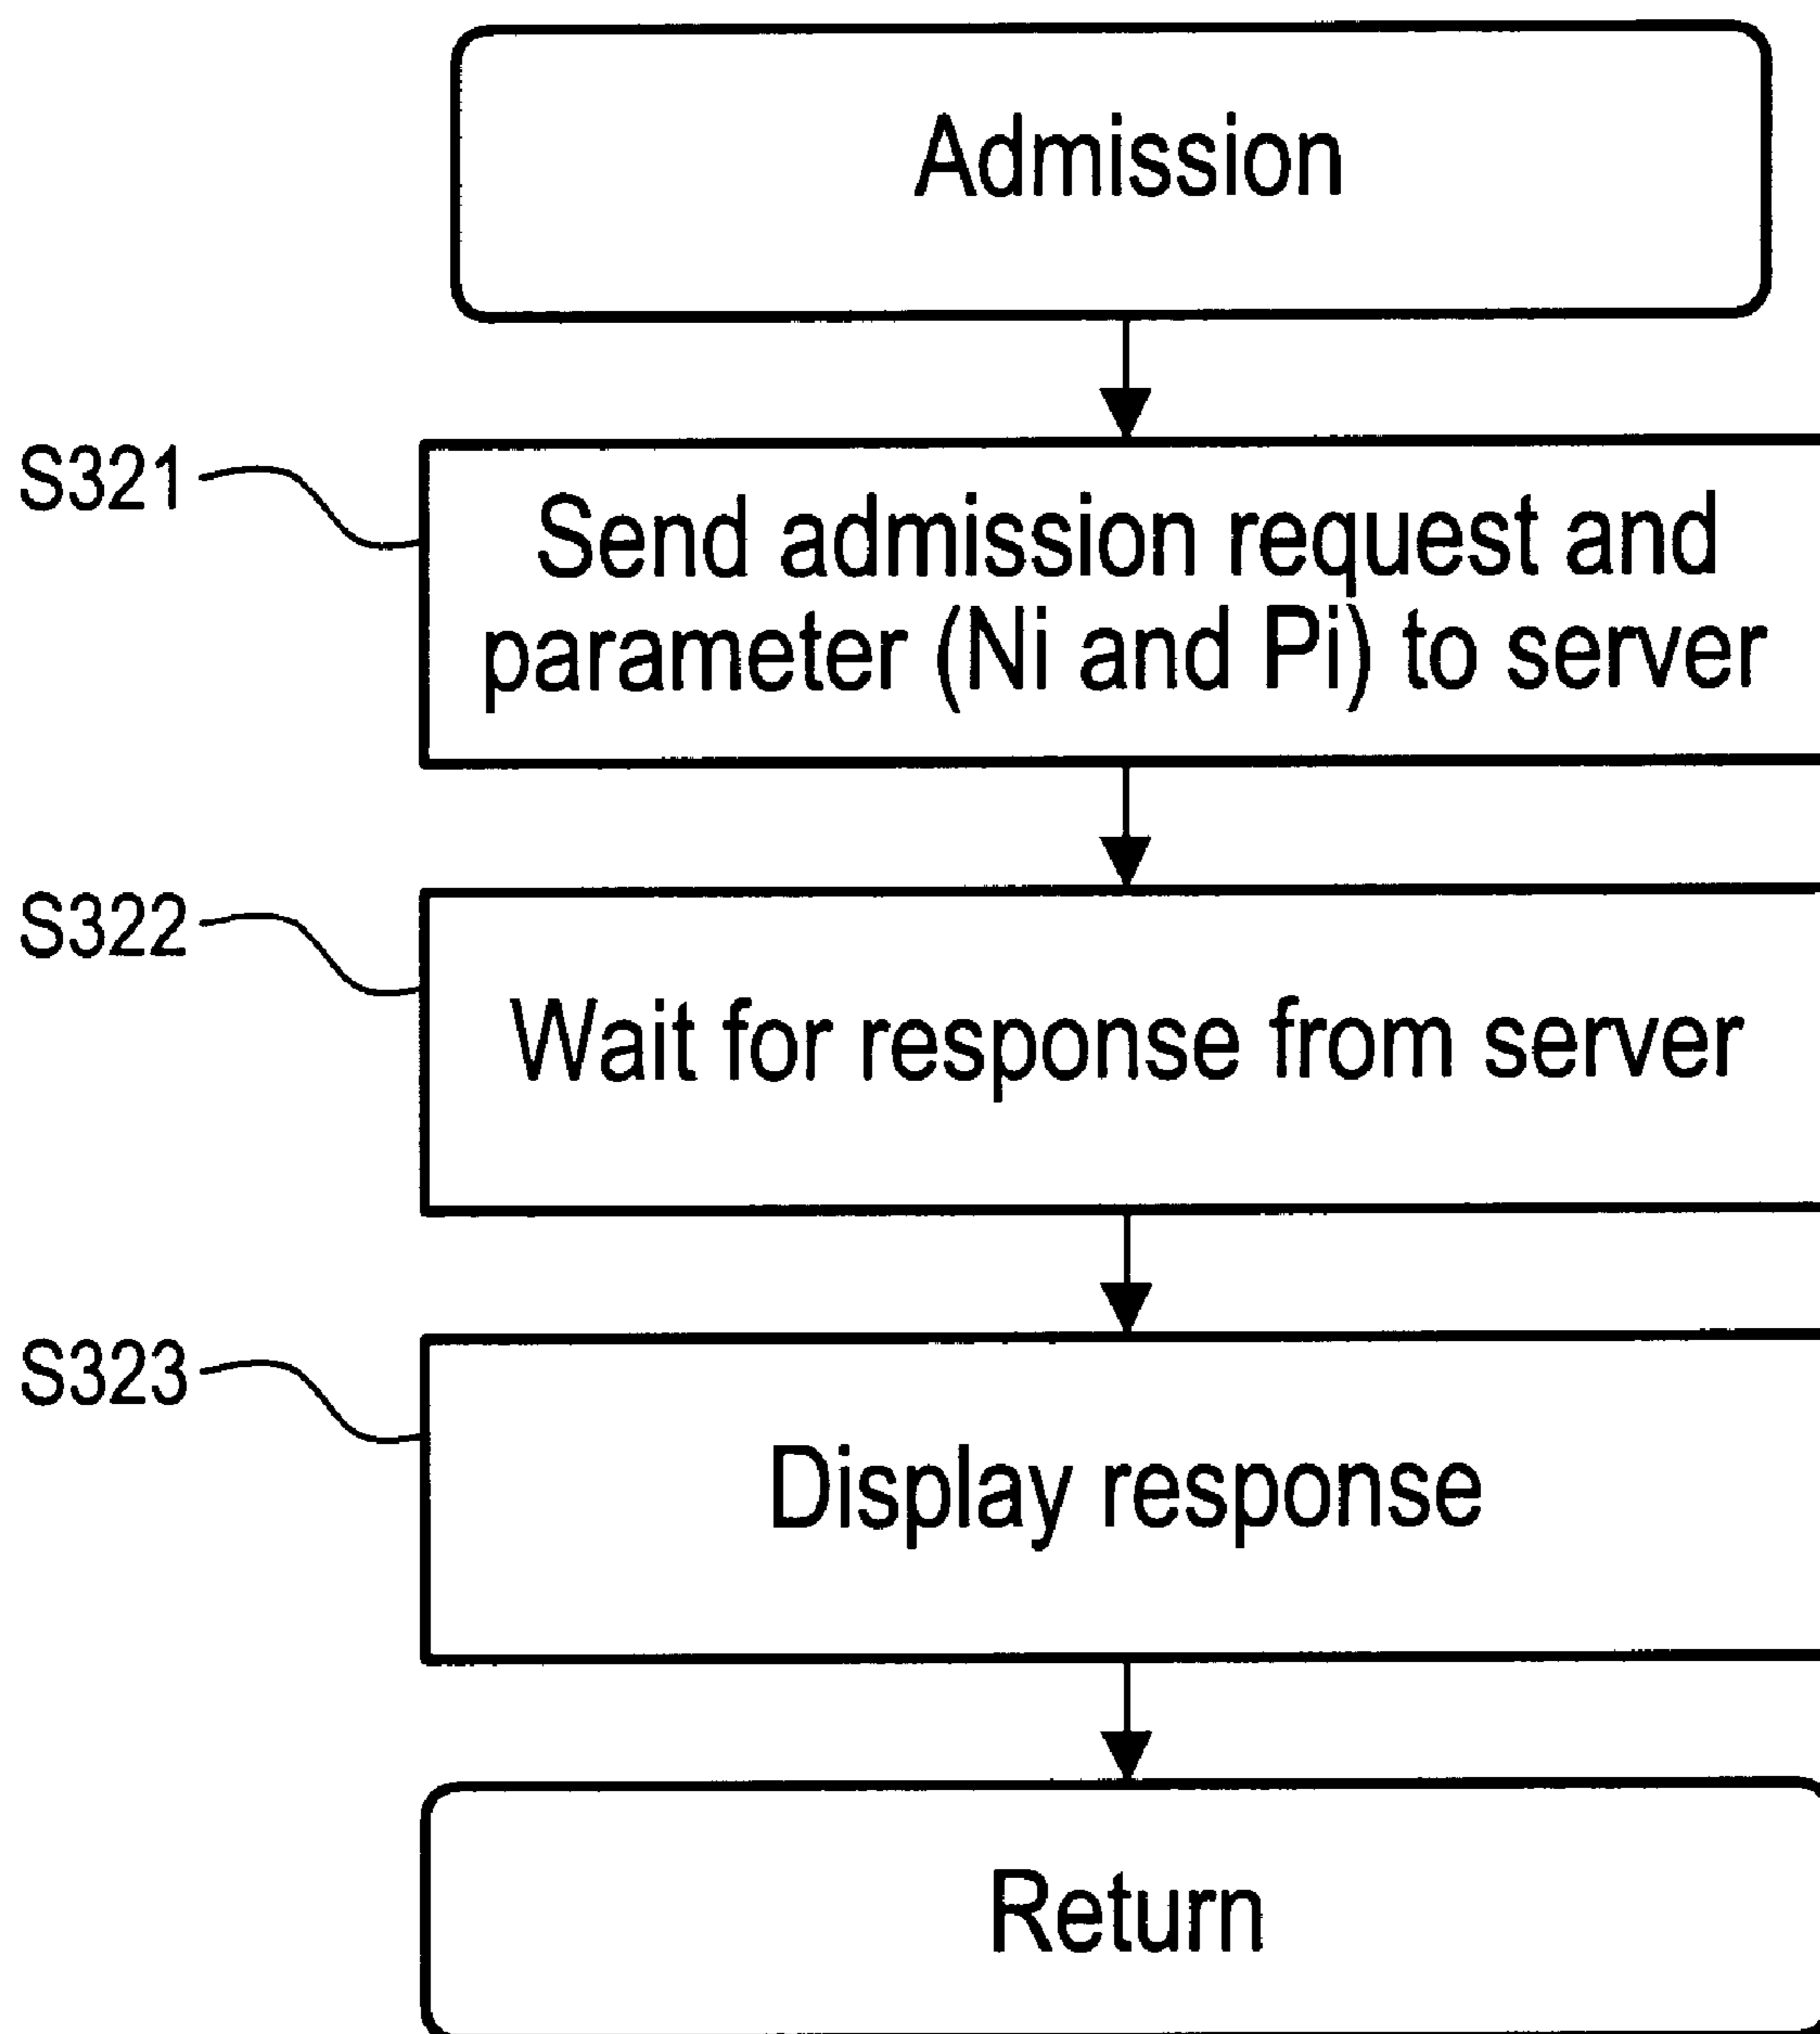 Admission
S321
Send admission request and
parameter (Ni and Pi) to server
S322
Wait for response from server
S323
Display response
Return